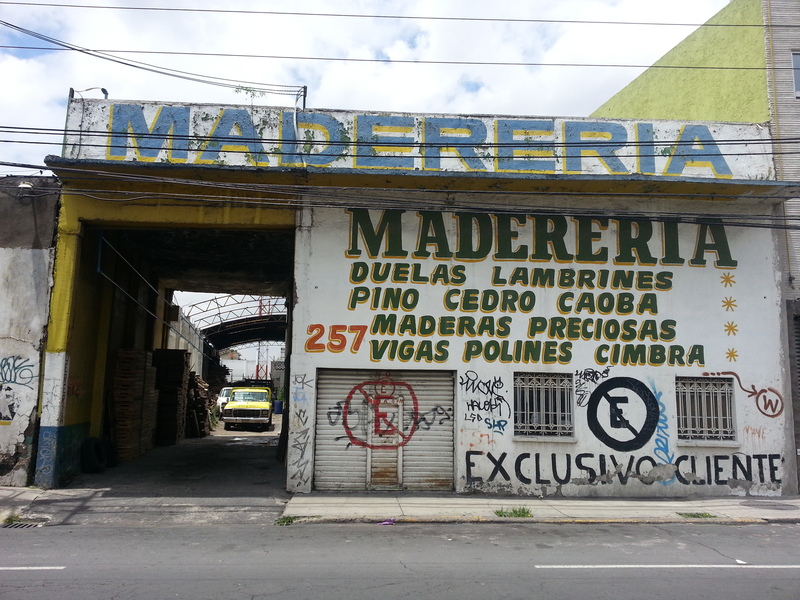 MADERERIA
MADERERIA
DUELAS LAMBRINES
PINO CEDRO CAOBA
257 MADERAS PRECIOSAS
VIGAS POLINES CIMBRA
E
E
W
EXCLUSIVO CLIENTE